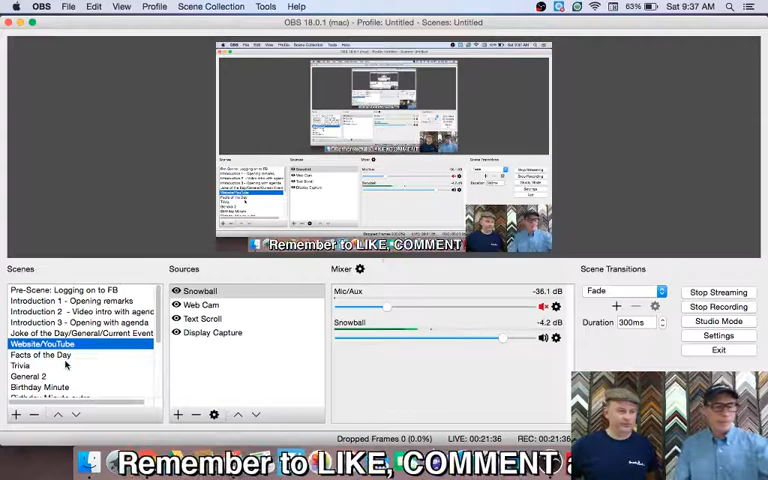 OBS File Edit View Profile Scene Collection Tools Help 63% Sat 9:37 AM
OBS 18.0.1 (mac) - Profile: Untitled - Scenes: Untitled
Remember to LIKE, COMMENT
Scenes Sources Mixer Scene Transitions
Pre-Scene: Logging on to FB
Introduction 1 - Opening remarks
Introduction 2 - Video intro with agend
Introduction 3 - Opening with agenda
Joke of the Day/General/Current Event
Website/YouTube
Facts of the Day
Trivia
General 2
Birthday Minute
Snowball
Web Cam
Text Scroll
Display Capture
Mic/Aux -36.1 dB
Snowball -4.2 dB
Fade
Duration 300ms
Stop Streaming
Stop Recording
Studio Mode
Settings
Exit
Dropped Frames 0 (0.0%) LIVE: 00:21:36 REC: 00:21:36
Remember to LIKE, COMMENT a